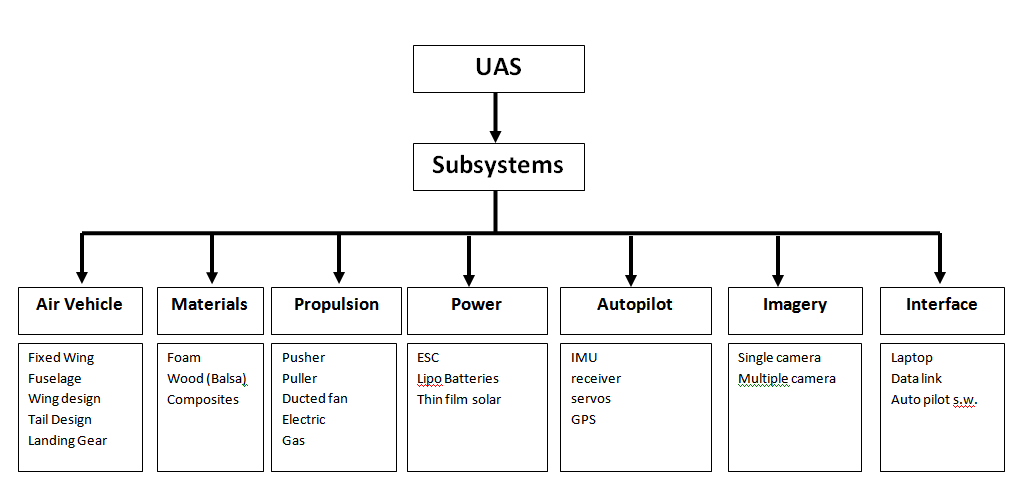 UAS
Subsystems
Air Vehicle
Materials
Propulsion
Power
Autopilot
Imagery
Interface
Fixed Wing
Fuselage
Wing design
Tail Design
Landing Gear
Foam
Wood (Balsa)
Composites
Pusher
Puller
Ducted fan
Electric
Gas
ESC
Lipo Batteries
Thin film solar
IMU
receiver
servos
GPS
Single camera
Multiple camera
Laptop
Data link
Auto pilot s.w.